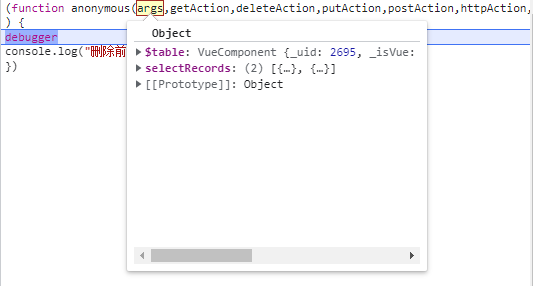 (function anonymous(args,getAction,deleteAction,putAction,postAction,httpAction,
) {
debugger
console.log("删除前
})
Object
$table: VueComponent {_uid: 2695, _isVue:
selectRecords: (2) [{…}, {…}]
[[Prototype]]: Object